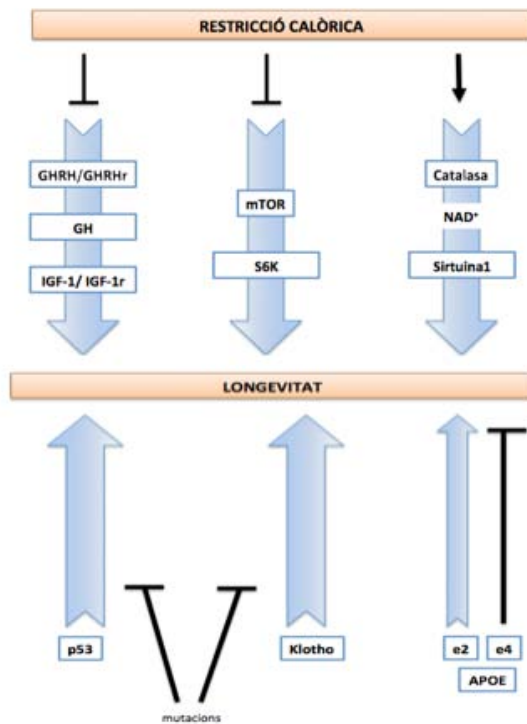 RESTRICCIÓ CALÒRICA
GHRH/GHRHr
GH
IGF-1/ IGF-1r
mTOR
S6K
Catalasa
NAD⁺
Sirtuïna1
LONGEVITAT
p53
Klotho
e2
e4
APOE
mutacions